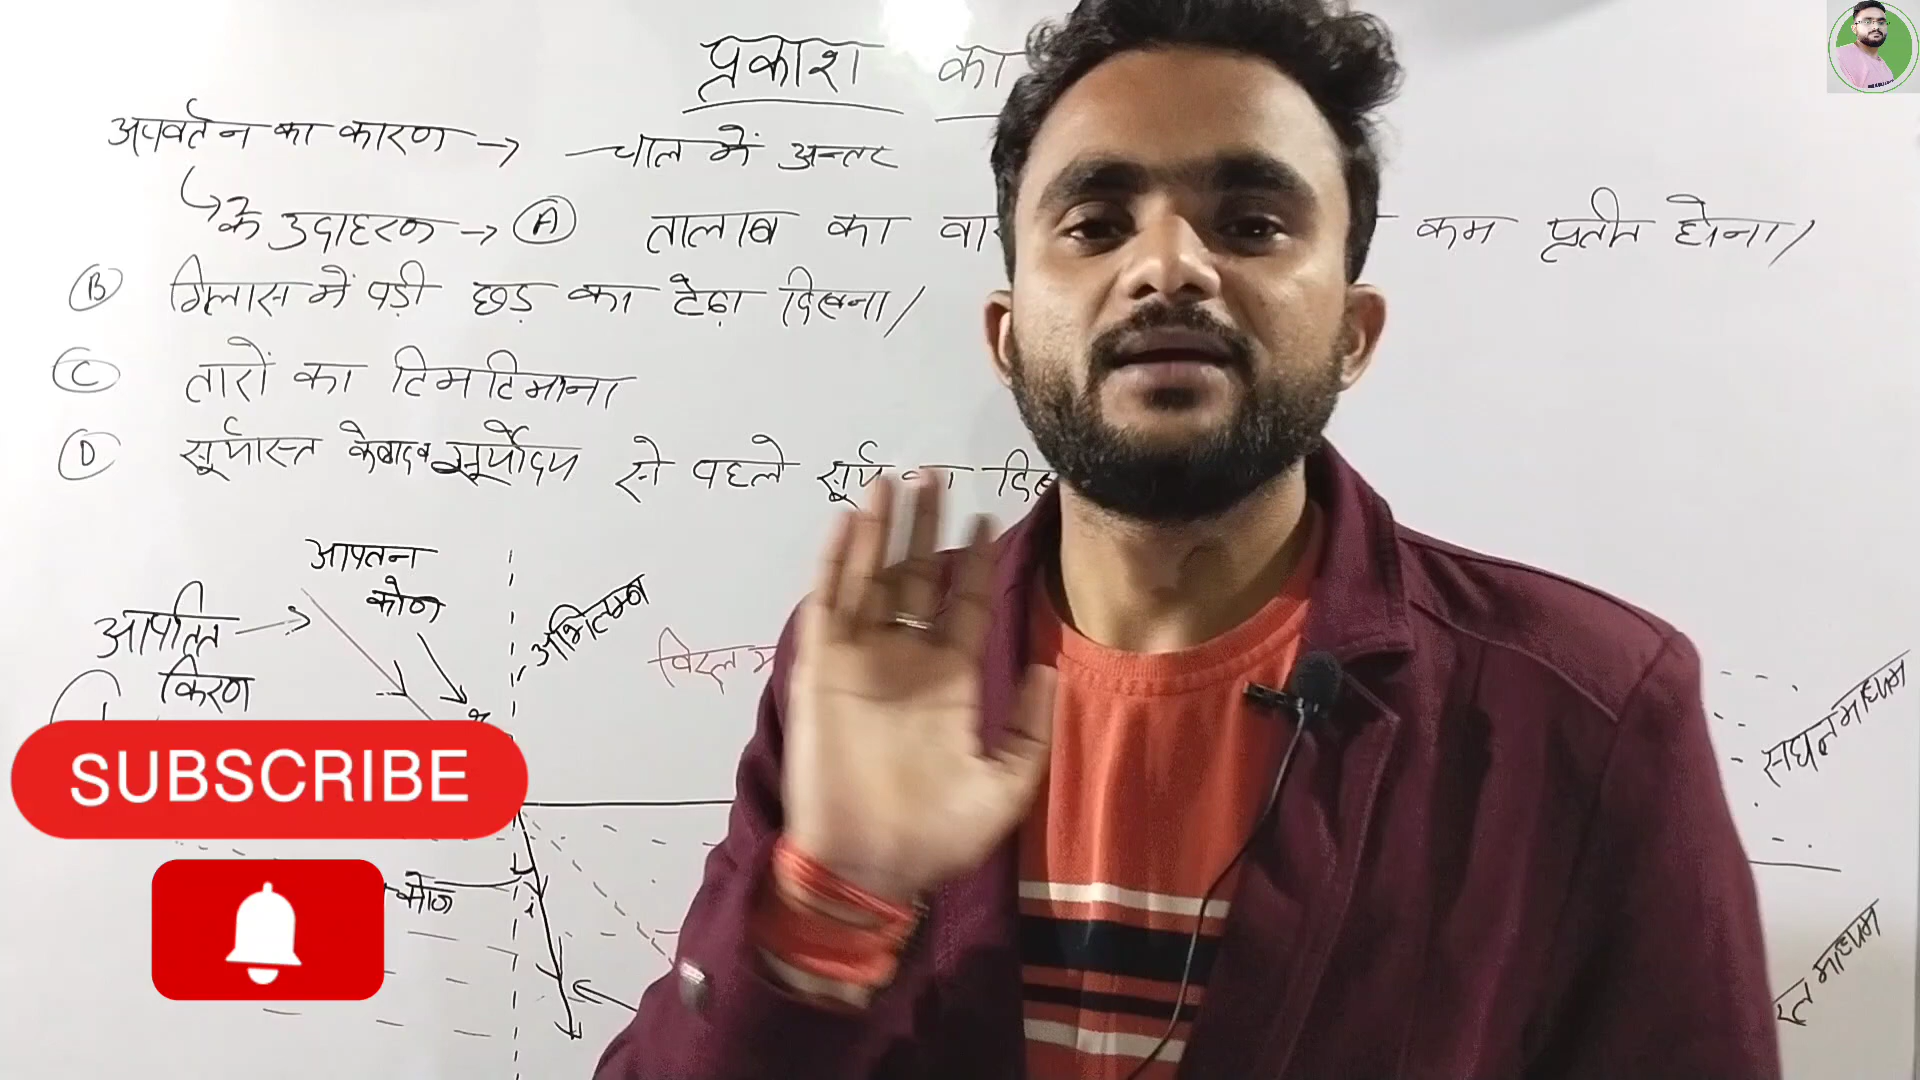 प्रकाश का
अपवर्तन का कारण → चाल में अन्तर
के उदाहरण → (A) तालाब का कम प्रतीत होना।
(B) गिलास में पड़ी छड़ का टेढ़ा दिखना।
(C) तारों का टिमटिमाना
(D) सूर्यास्त के बाद व सूर्योदय से पहले सूर्य का
आपतन
कोण
आपतित
किरण
अभिलम्ब
विरल
सघन माध्यम
SUBSCRIBE
कोण
i
माध्यम